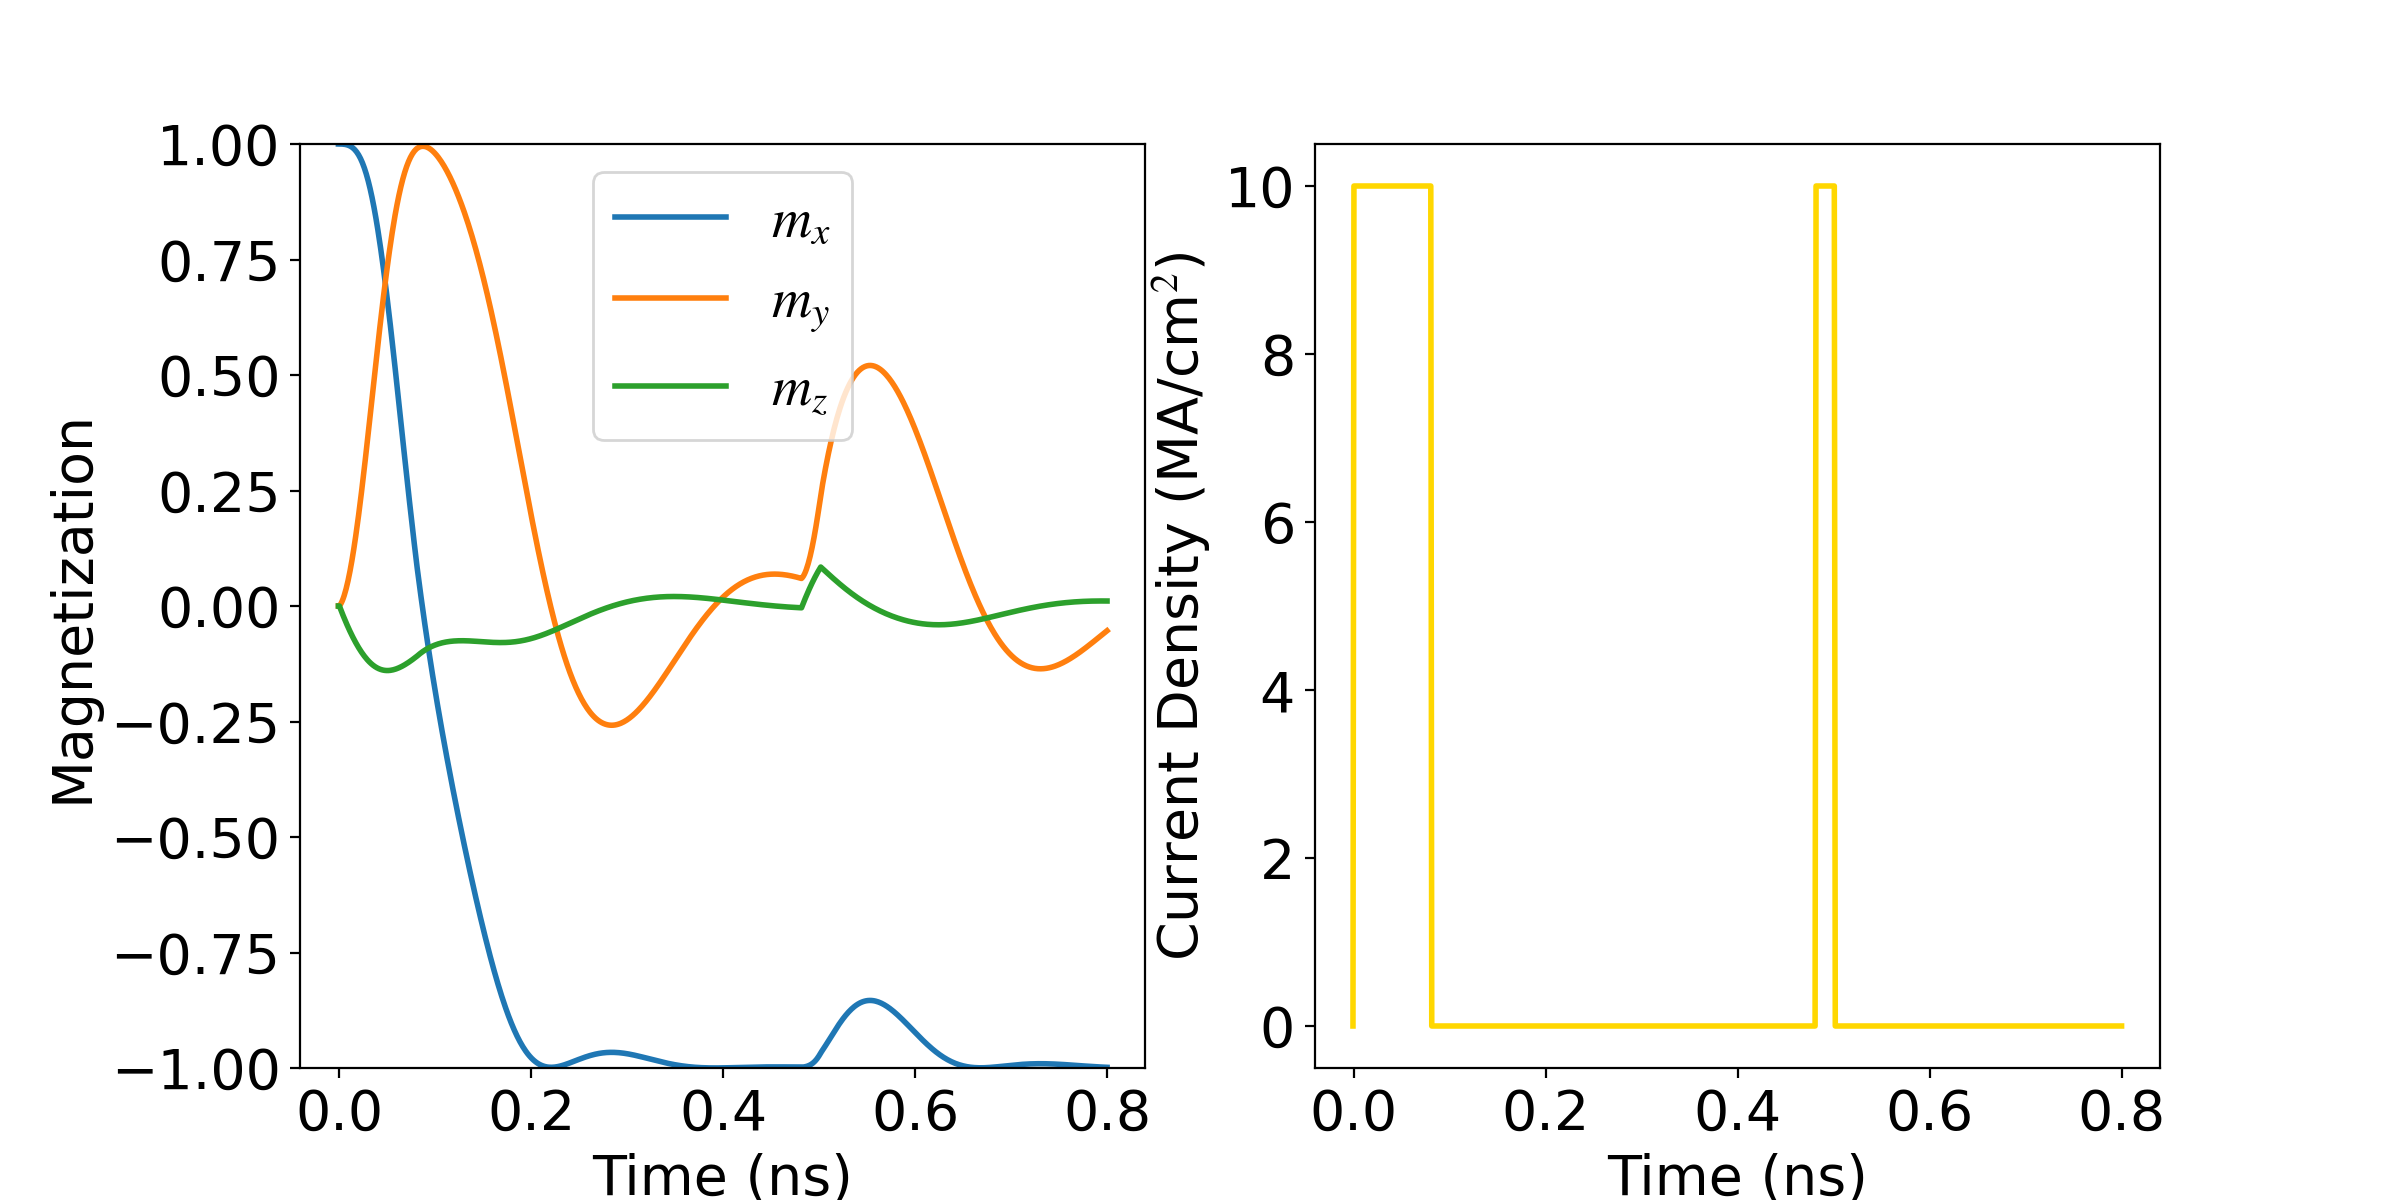 1.00
0.75
0.50
0.25
0.00
−0.25
−0.50
−0.75
−1.00
Magnetization
0.0 0.2 0.4 0.6 0.8
Time (ns)
m_x
m_y
m_z
10
8
6
4
2
0
Current Density (MA/cm²)
0.0 0.2 0.4 0.6 0.8
Time (ns)